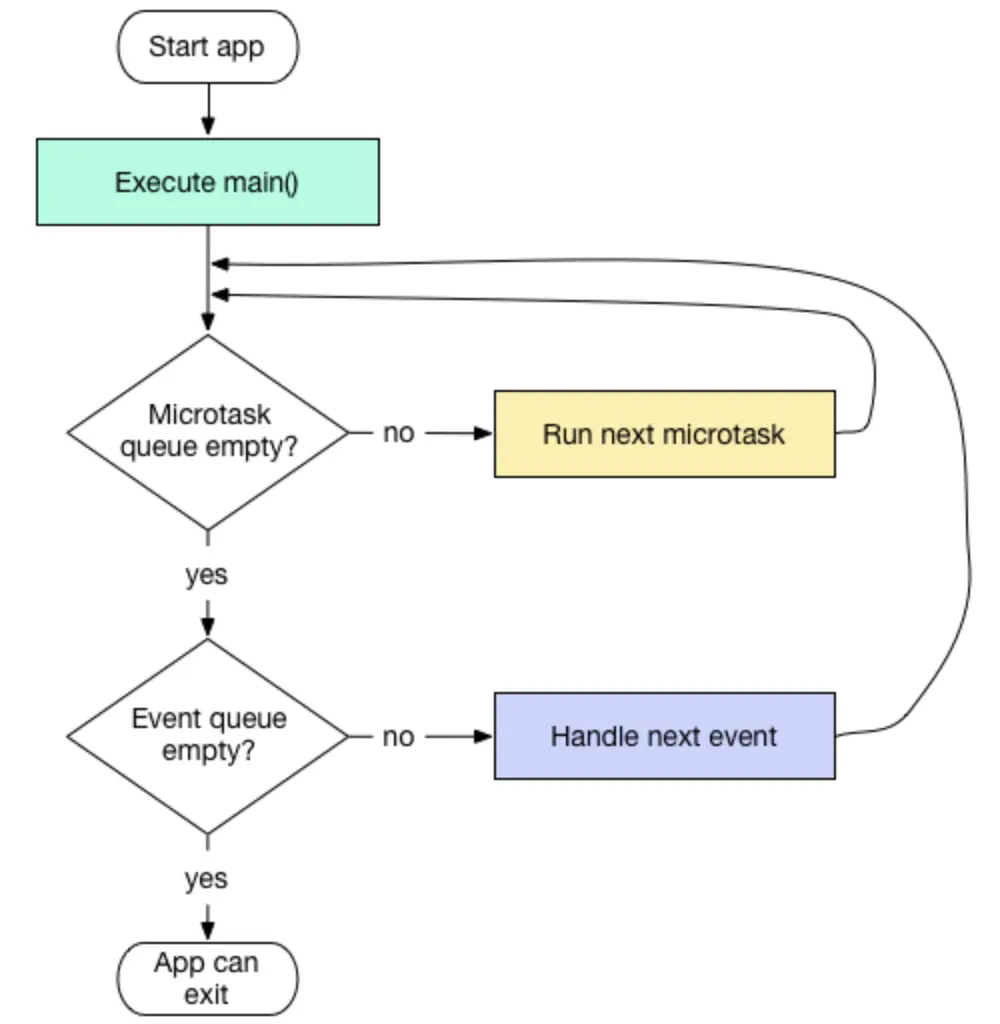 Start app
Execute main()
Microtask
queue empty?
no
Run next microtask
yes
Event queue
empty?
no
Handle next event
yes
App can
exit